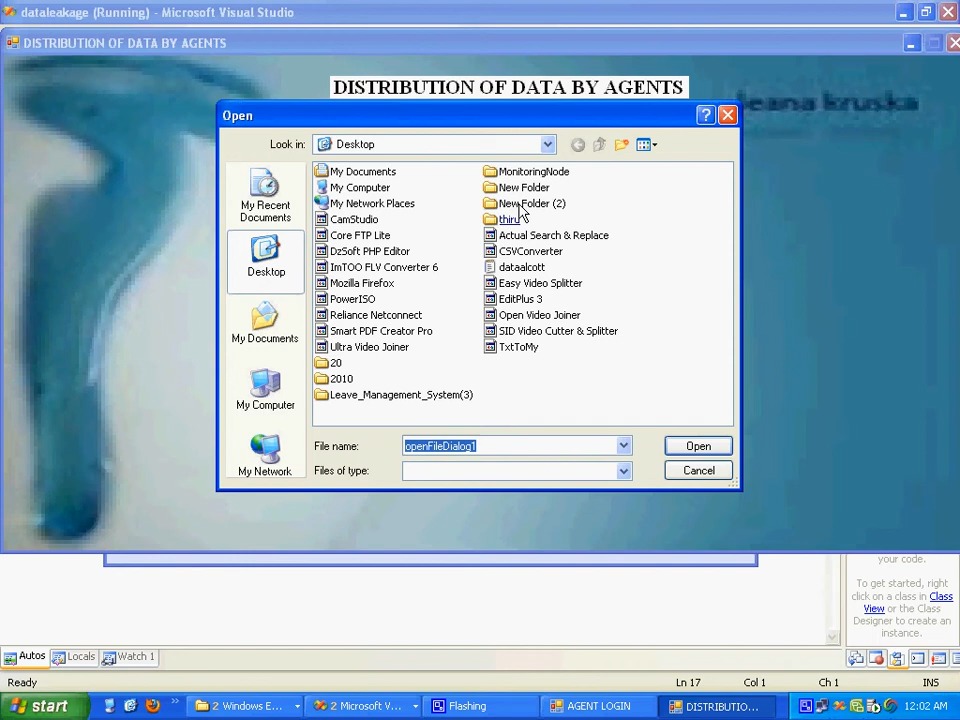 dataleakage (Running) - Microsoft Visual Studio
DISTRIBUTION OF DATA BY AGENTS
DISTRIBUTION OF DATA BY AGENTS
ileana kruska
Open
Look in:
Desktop
My Recent
Documents
Desktop
My Documents
My Computer
My Network
My Documents
My Computer
My Network Places
CamStudio
Core FTP Lite
DzSoft PHP Editor
ImTOO FLV Converter 6
Mozilla Firefox
PowerISO
Reliance Netconnect
Smart PDF Creator Pro
Ultra Video Joiner
20
2010
Leave_Management_System(3)
MonitoringNode
New Folder
New Folder (2)
thiru
Actual Search & Replace
CSVConverter
dataalcott
Easy Video Splitter
EditPlus 3
Open Video Joiner
SID Video Cutter & Splitter
TxtToMy
File name:
openFileDialog1
Open
Files of type:
Cancel
your code.
To get started, right
click on a class in Class
View or the Class
Designer to create an
instance.
Autos
Locals
Watch 1
Ready
Ln 17
Col 1
Ch 1
INS
start
2 Windows E...
2 Microsoft V...
Flashing
AGENT LOGIN
DISTRIBUTIO...
12:02 AM